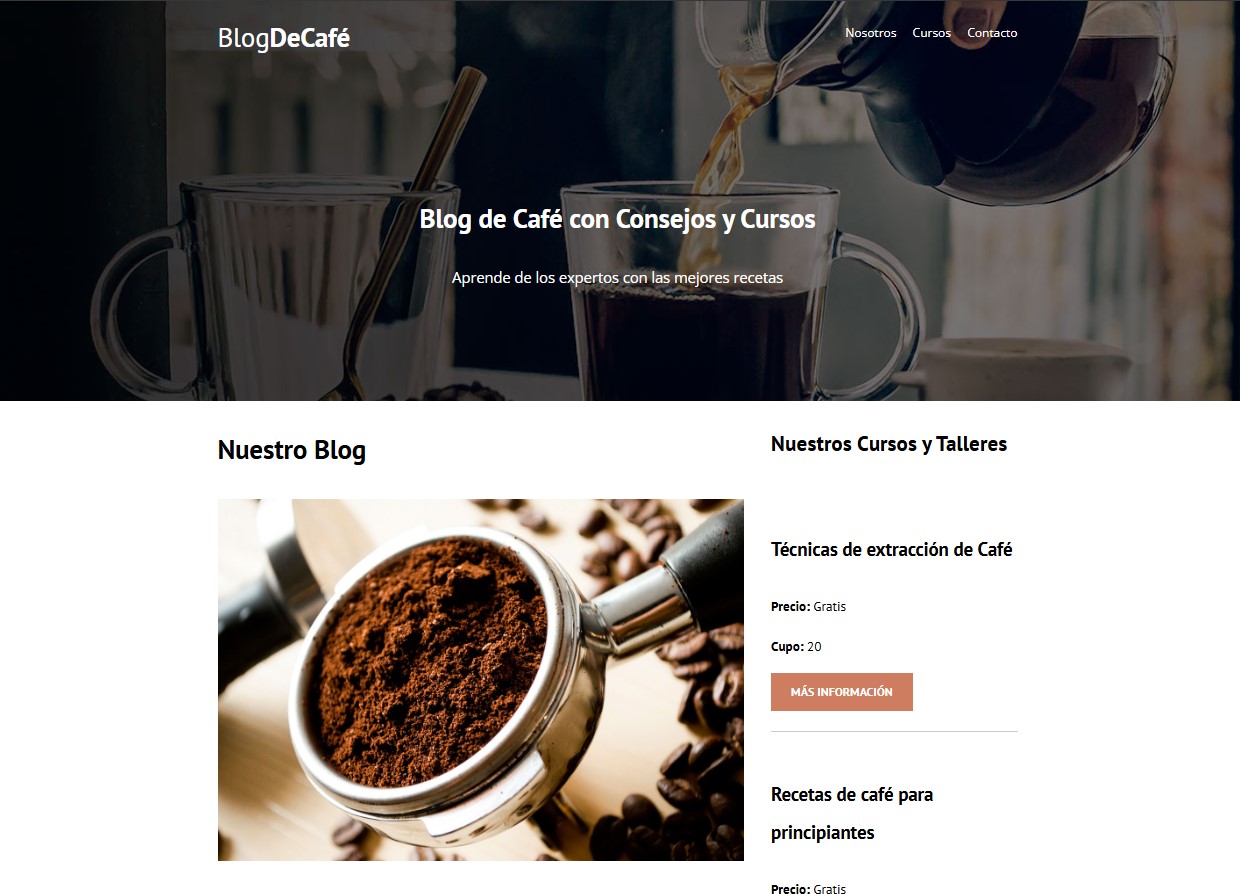 BlogDeCafé
Nosotros Cursos Contacto
Blog de Café con Consejos y Cursos
Aprende de los expertos con las mejores recetas
Nuestro Blog
Nuestros Cursos y Talleres
Técnicas de extracción de Café
Precio: Gratis
Cupo: 20
MÁS INFORMACIÓN
Recetas de café para
principiantes
Precio: Gratis